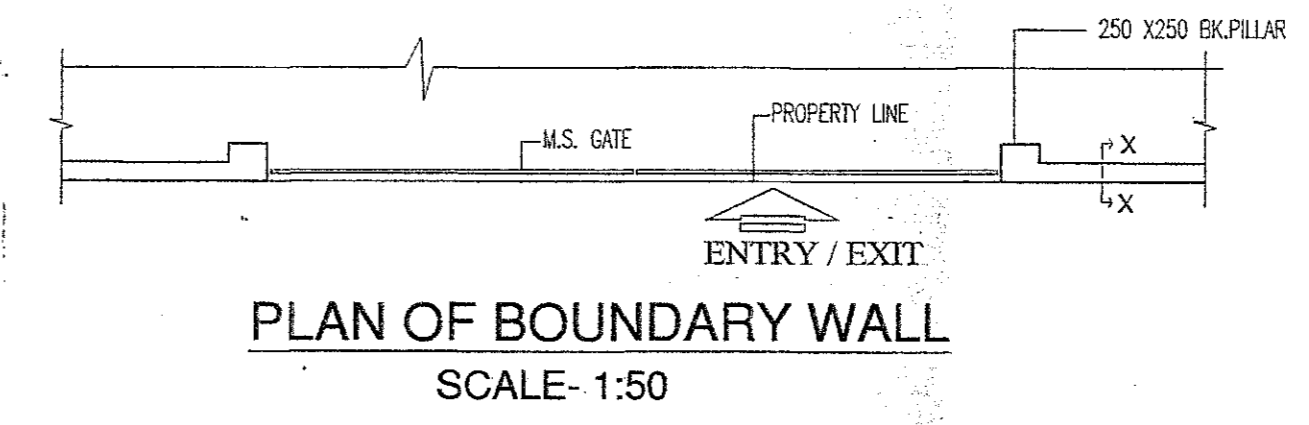 250 X250 BK.PILLAR
PROPERTY LINE
M.S. GATE
X
X
ENTRY / EXIT
PLAN OF BOUNDARY WALL
SCALE- 1:50